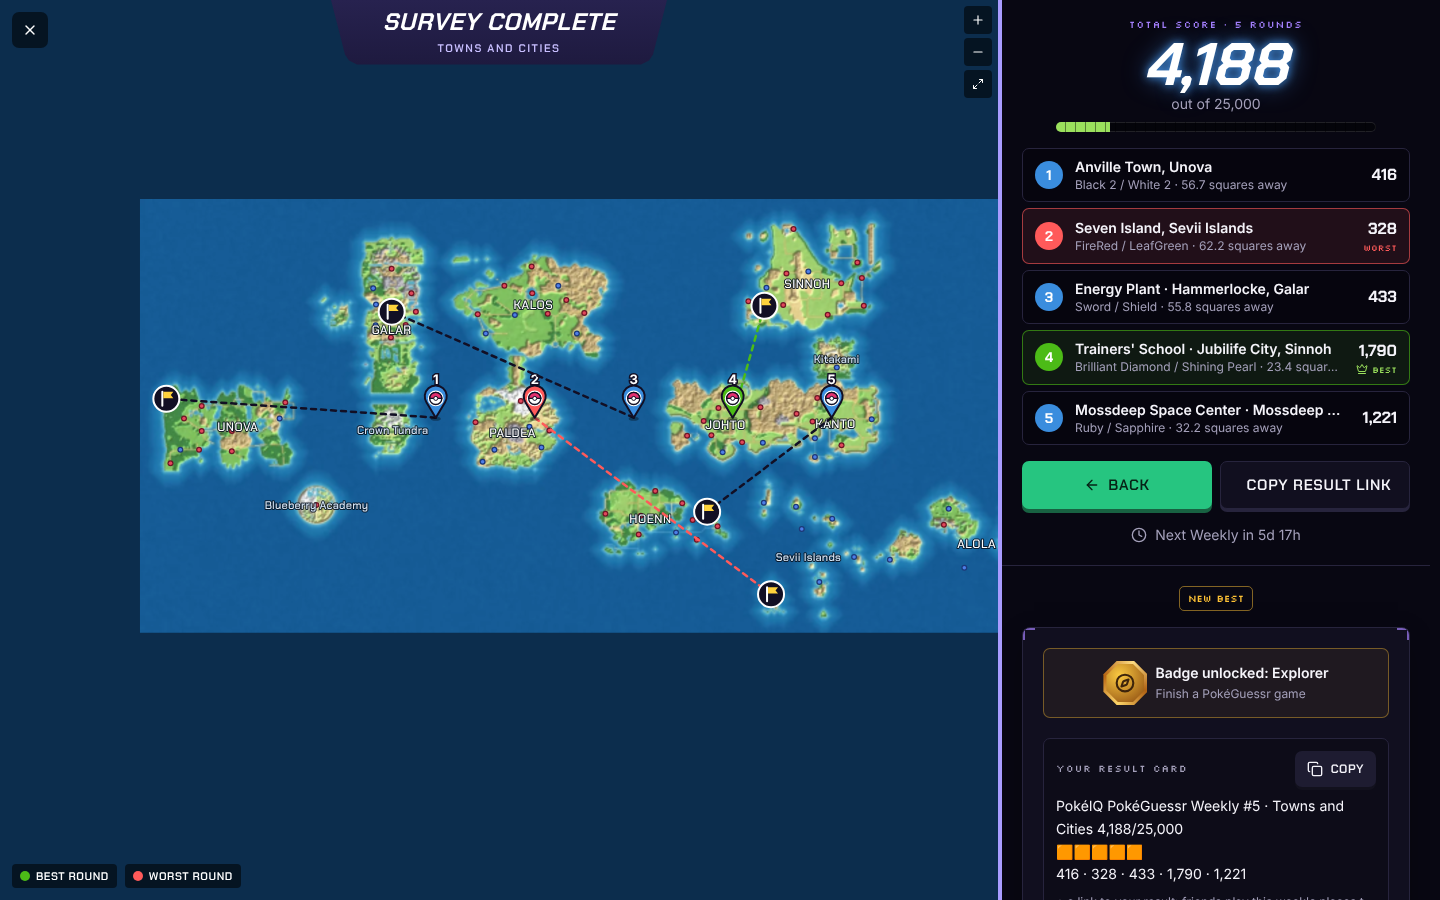 SURVEY COMPLETE
TOWNS AND CITIES
GALAR
KALOS
SINNOH
Kitakami
1
2
3
4
5
UNOVA
Crown Tundra
PALDEA
JOHTO
KANTO
Blueberry Academy
HOENN
Sevii Islands
ALOLA
BEST ROUND
WORST ROUND
TOTAL SCORE · 5 ROUNDS
4,188
out of 25,000
1
Anville Town, Unova
Black 2 / White 2 · 56.7 squares away
416
2
Seven Island, Sevii Islands
FireRed / LeafGreen · 62.2 squares away
328
WORST
3
Energy Plant · Hammerlocke, Galar
Sword / Shield · 55.8 squares away
433
4
Trainers' School · Jubilife City, Sinnoh
Brilliant Diamond / Shining Pearl · 23.4 squar...
1,790
BEST
5
Mossdeep Space Center · Mossdeep ...
Ruby / Sapphire · 32.2 squares away
1,221
← BACK
COPY RESULT LINK
Next Weekly in 5d 17h
NEW BEST
Badge unlocked: Explorer
Finish a PokéGuessr game
YOUR RESULT CARD
COPY
PokéIQ PokéGuessr Weekly #5 · Towns and
Cities 4,188/25,000
416 · 328 · 433 · 1,790 · 1,221